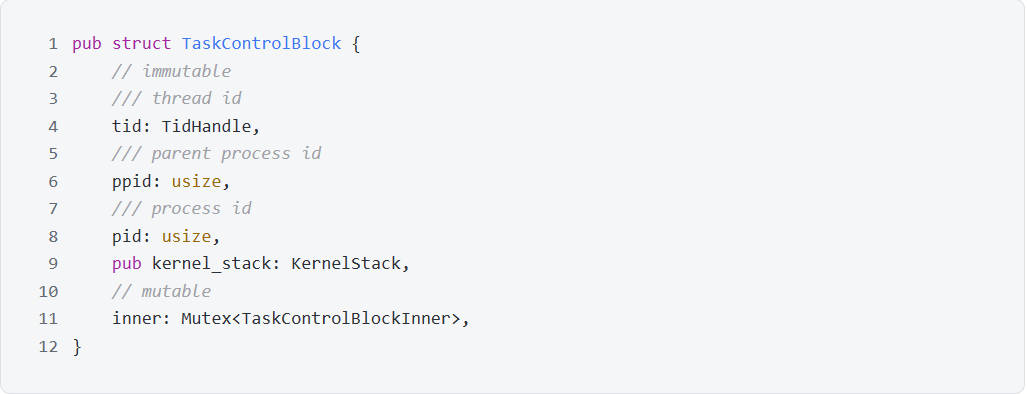 1 pub struct TaskControlBlock {
2     // immutable
3     /// thread id
4     tid: TidHandle,
5     /// parent process id
6     ppid: usize,
7     /// process id
8     pid: usize,
9     pub kernel_stack: KernelStack,
10     // mutable
11     inner: Mutex<TaskControlBlockInner>,
12 }